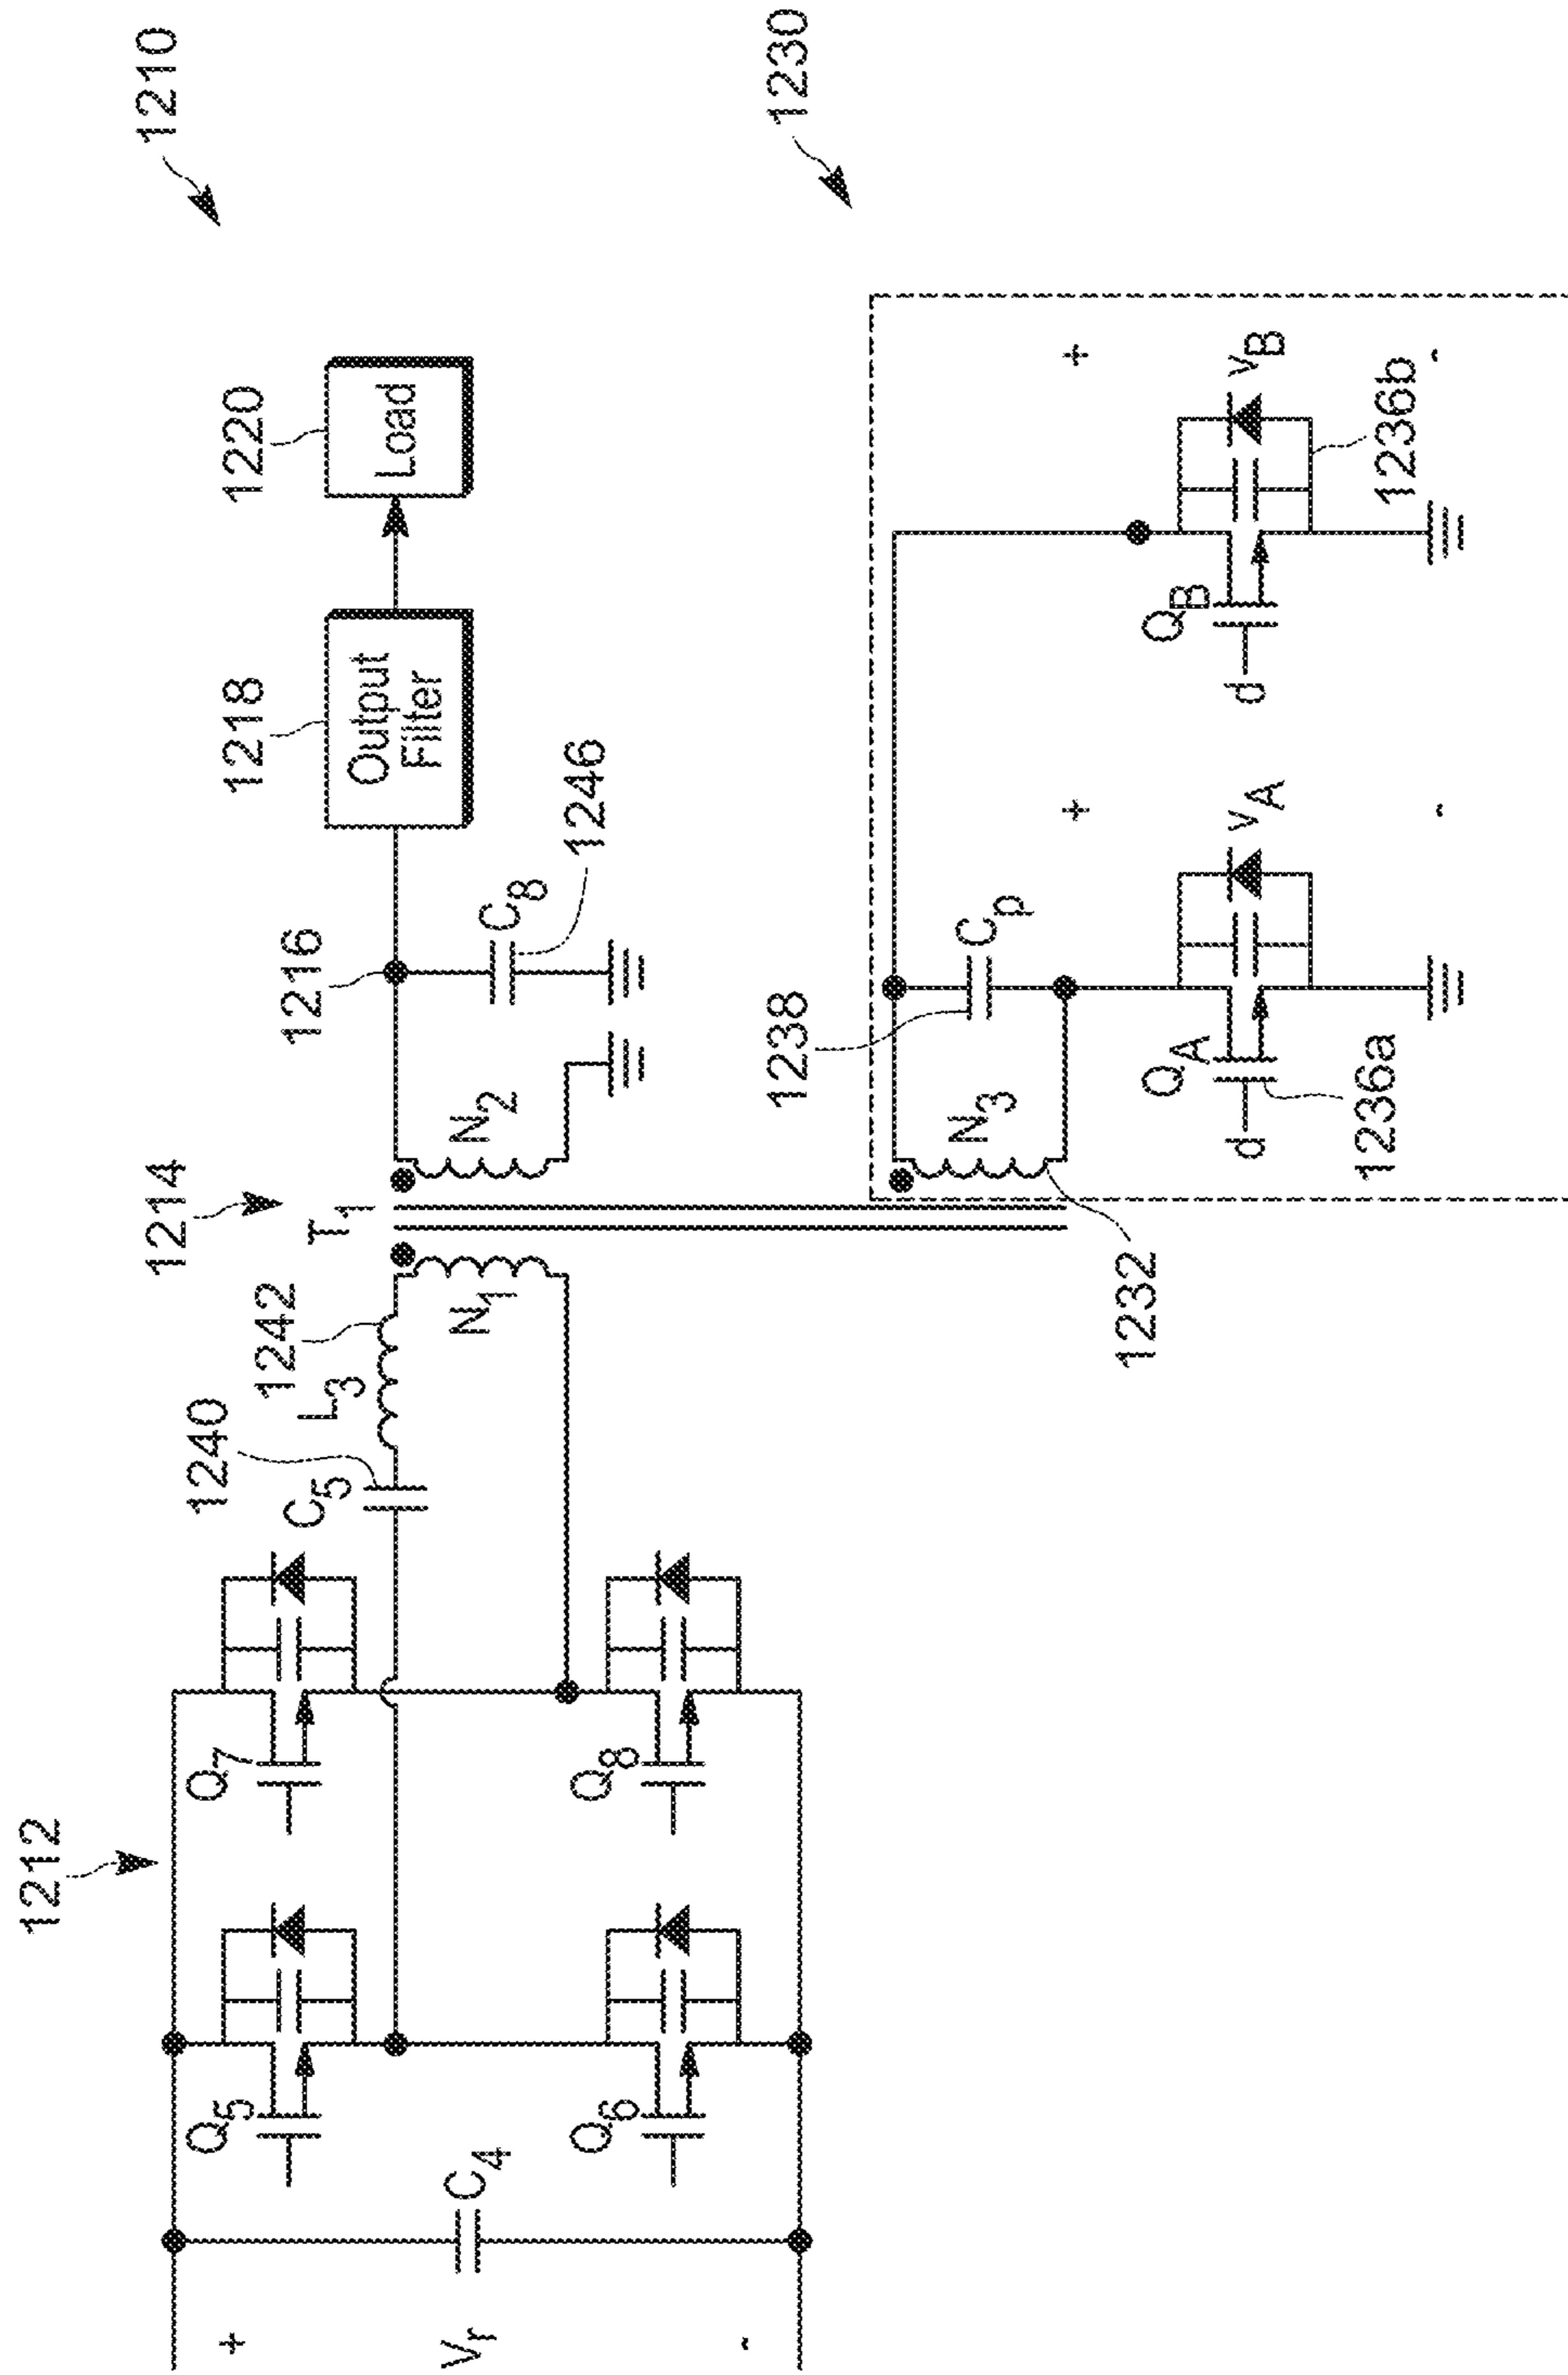 1210
1212
1214
T1
1220
1218
1216
Load
Output
Filter
1240
1242
C5
L3
Q5
Q7
N1
N2
C8
1246
+
Vr
-
C4
Q6
Q8
1230
1238
N3
Cp
1232
+
+
QA
QB
d
d
vA
vB
1236a
1236b
-
-